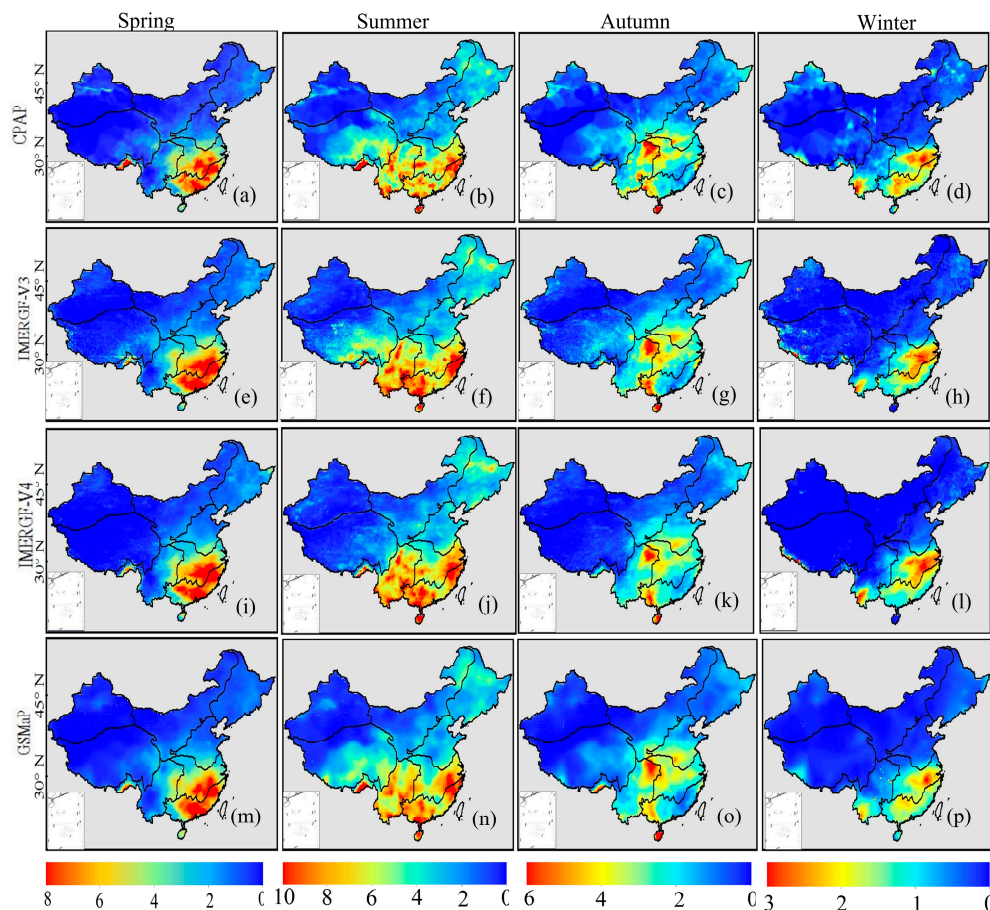 Spring Summer Autumn Winter
CPAP 45° N 30° N (a) (b) (c) (d)
IMERGF-V3 45° N 30° N (e) (f) (g) (h)
IMERGF-V4 45° N 30° N (i) (j) (k) (l)
GSMaP 45° N 30° N (m) (n) (o) (p)
8 6 4 2 0 10 8 6 4 2 0 6 4 2 0 3 2 1 0